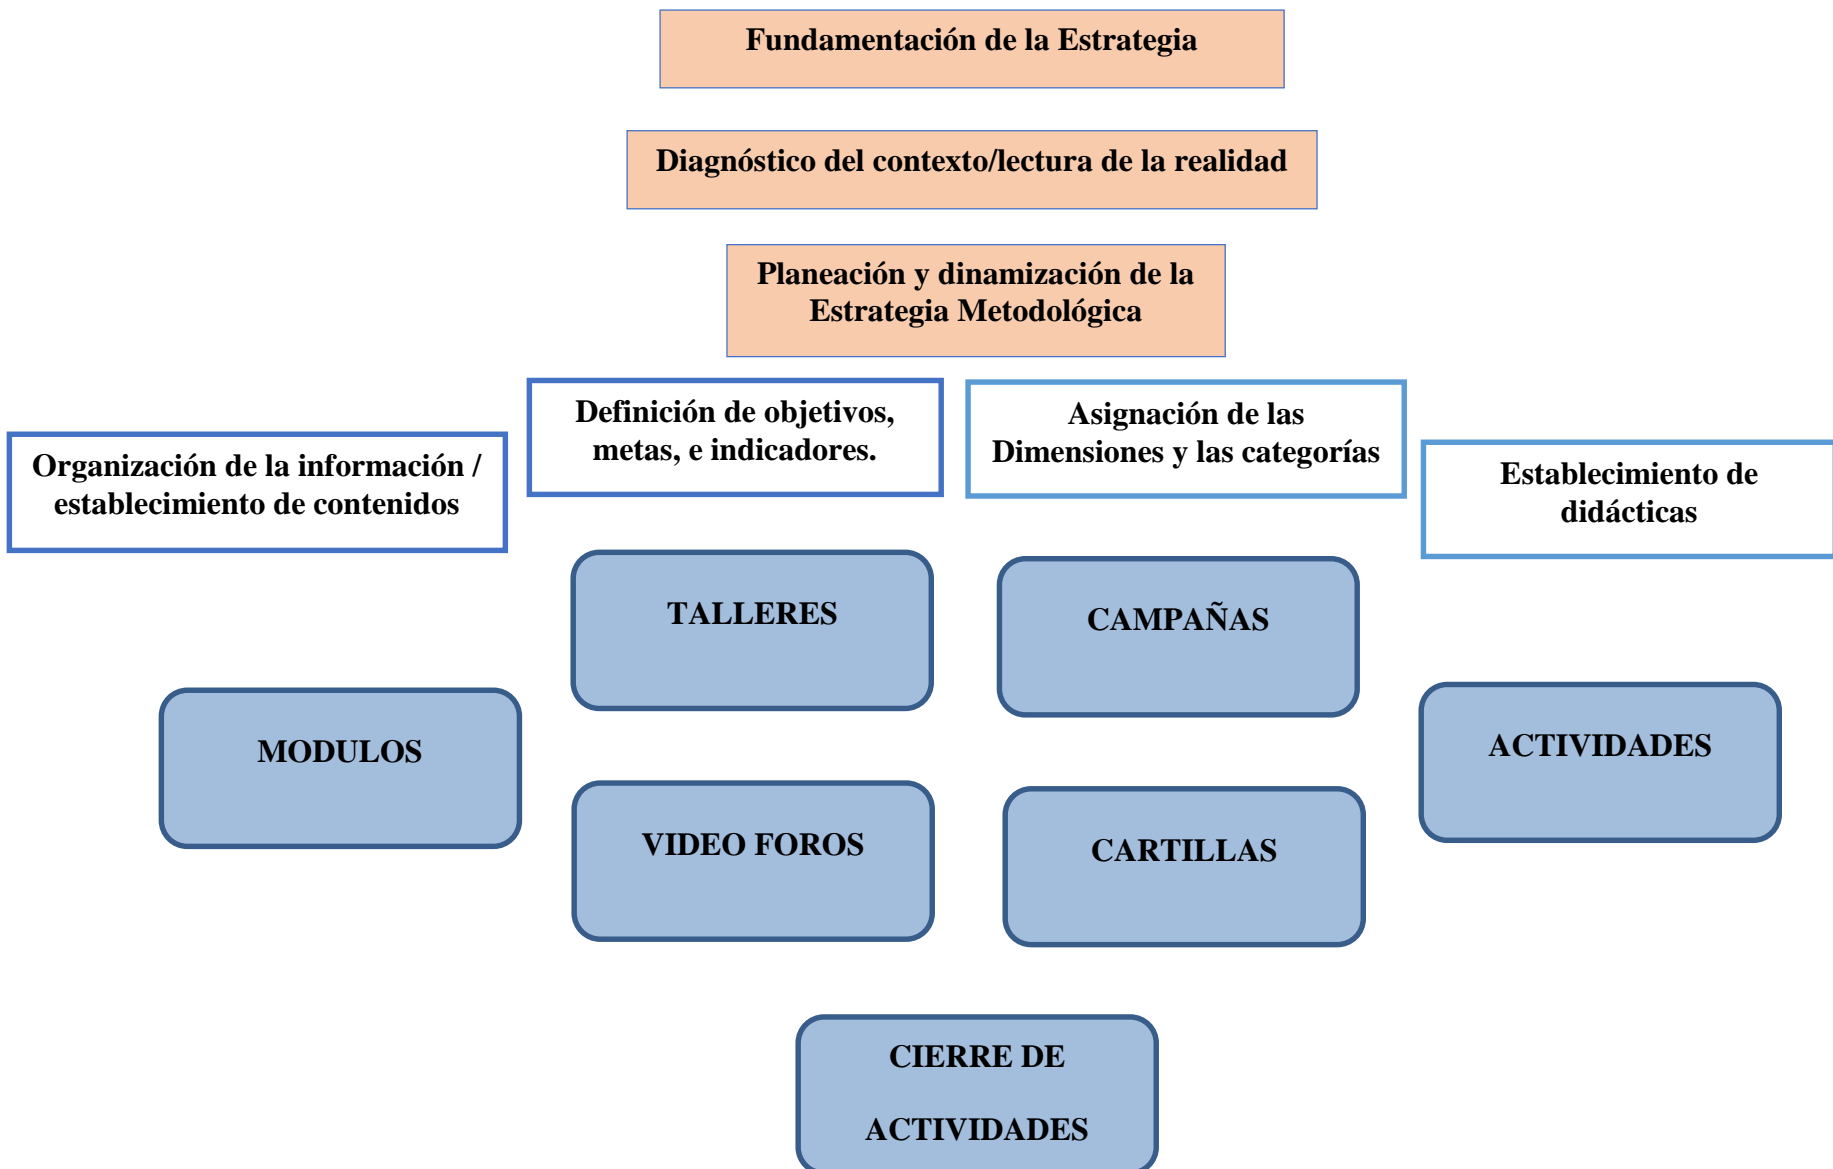 Fundamentación de la Estrategia
Diagnóstico del contexto/lectura de la realidad
Planeación y dinamización de la
Estrategia Metodológica
Organización de la información /
establecimiento de contenidos
Definición de objetivos,
metas, e indicadores.
Asignación de las
Dimensiones y las categorías
Establecimiento de
didácticas
TALLERES
CAMPAÑAS
MODULOS
ACTIVIDADES
VIDEO FOROS
CARTILLAS
CIERRE DE
ACTIVIDADES